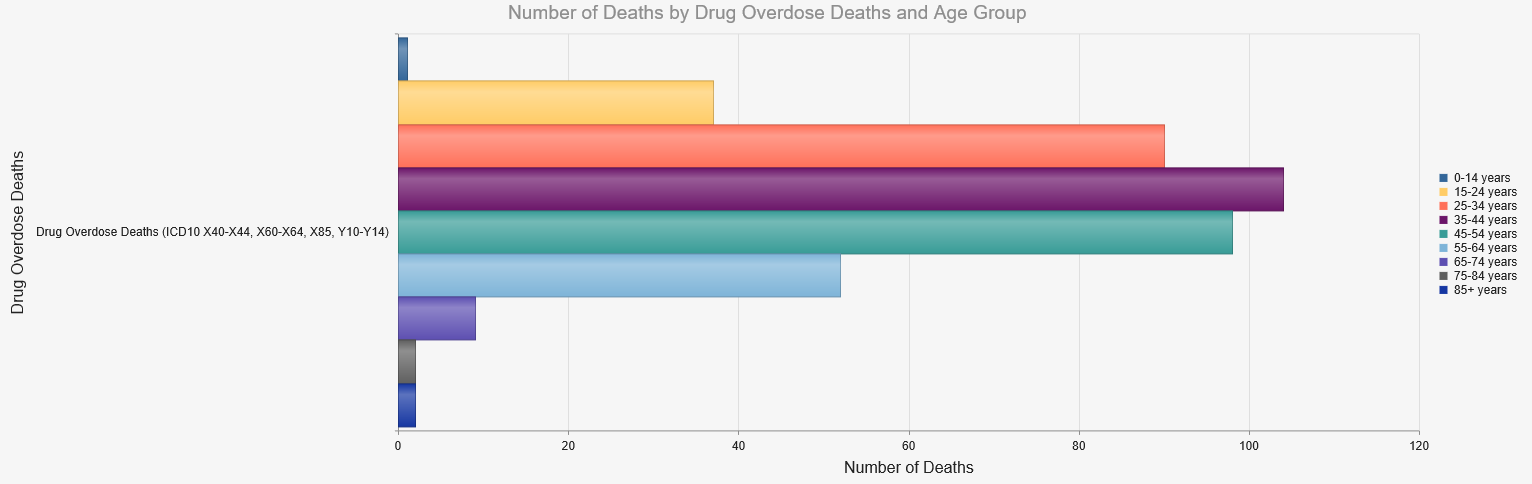 Number of Deaths by Drug Overdose Deaths and Age Group
Drug Overdose Deaths
Drug Overdose Deaths (ICD10 X40-X44, X60-X64, X85, Y10-Y14)
0-14 years
15-24 years
25-34 years
35-44 years
45-54 years
55-64 years
65-74 years
75-84 years
85+ years
0 20 40 60 80 100 120
Number of Deaths